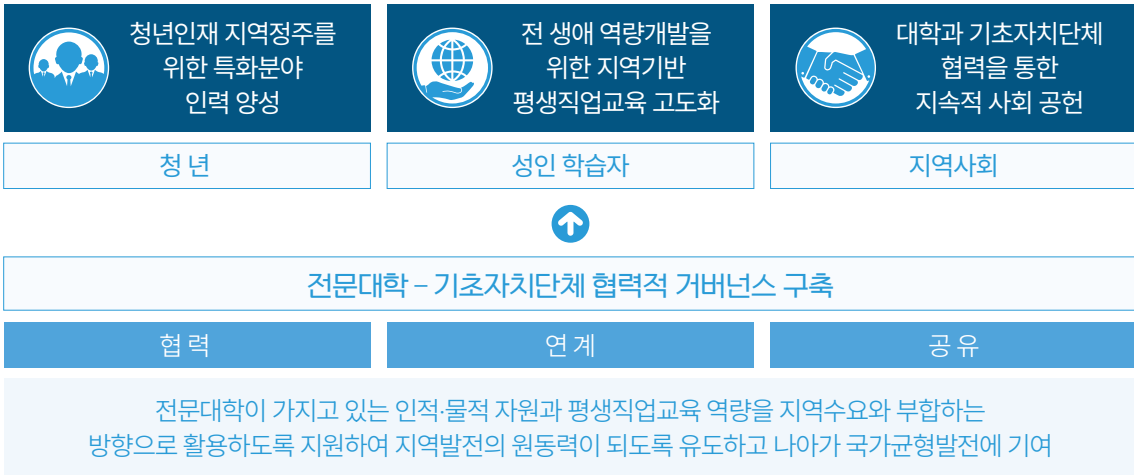 청년인재 지역정주를
위한 특화분야
인력 양성
전 생애 역량개발을
위한 지역기반
평생직업교육 고도화
대학과 기초자치단체
협력을 통한
지속적 사회 공헌
청 년
성인 학습자
지역사회
전문대학 – 기초자치단체 협력적 거버넌스 구축
협 력
연 계
공 유
전문대학이 가지고 있는 인적·물적 자원과 평생직업교육 역량을 지역수요와 부합하는
방향으로 활용하도록 지원하여 지역발전의 원동력이 되도록 유도하고 나아가 국가균형발전에 기여